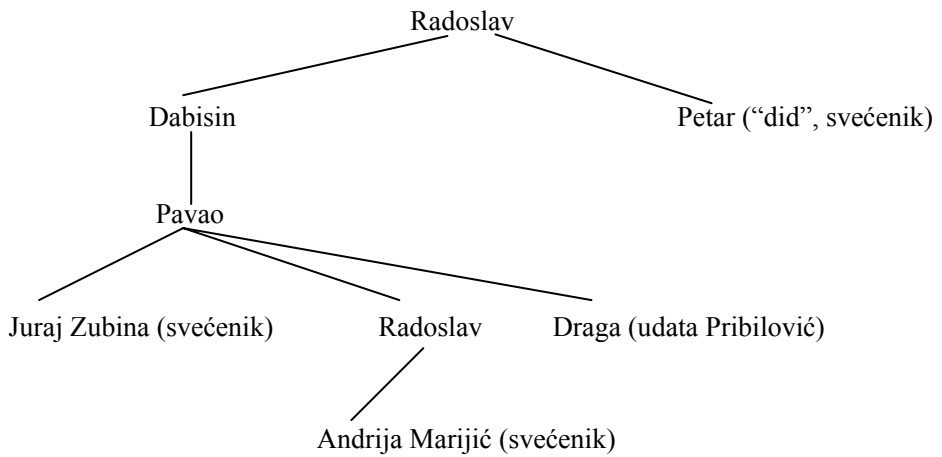 Radoslav
Dabisin Petar (“did”, svećenik)
Pavao
Juraj Zubina (svećenik) Radoslav Draga (udata Pribilović)
Andrija Marijić (svećenik)